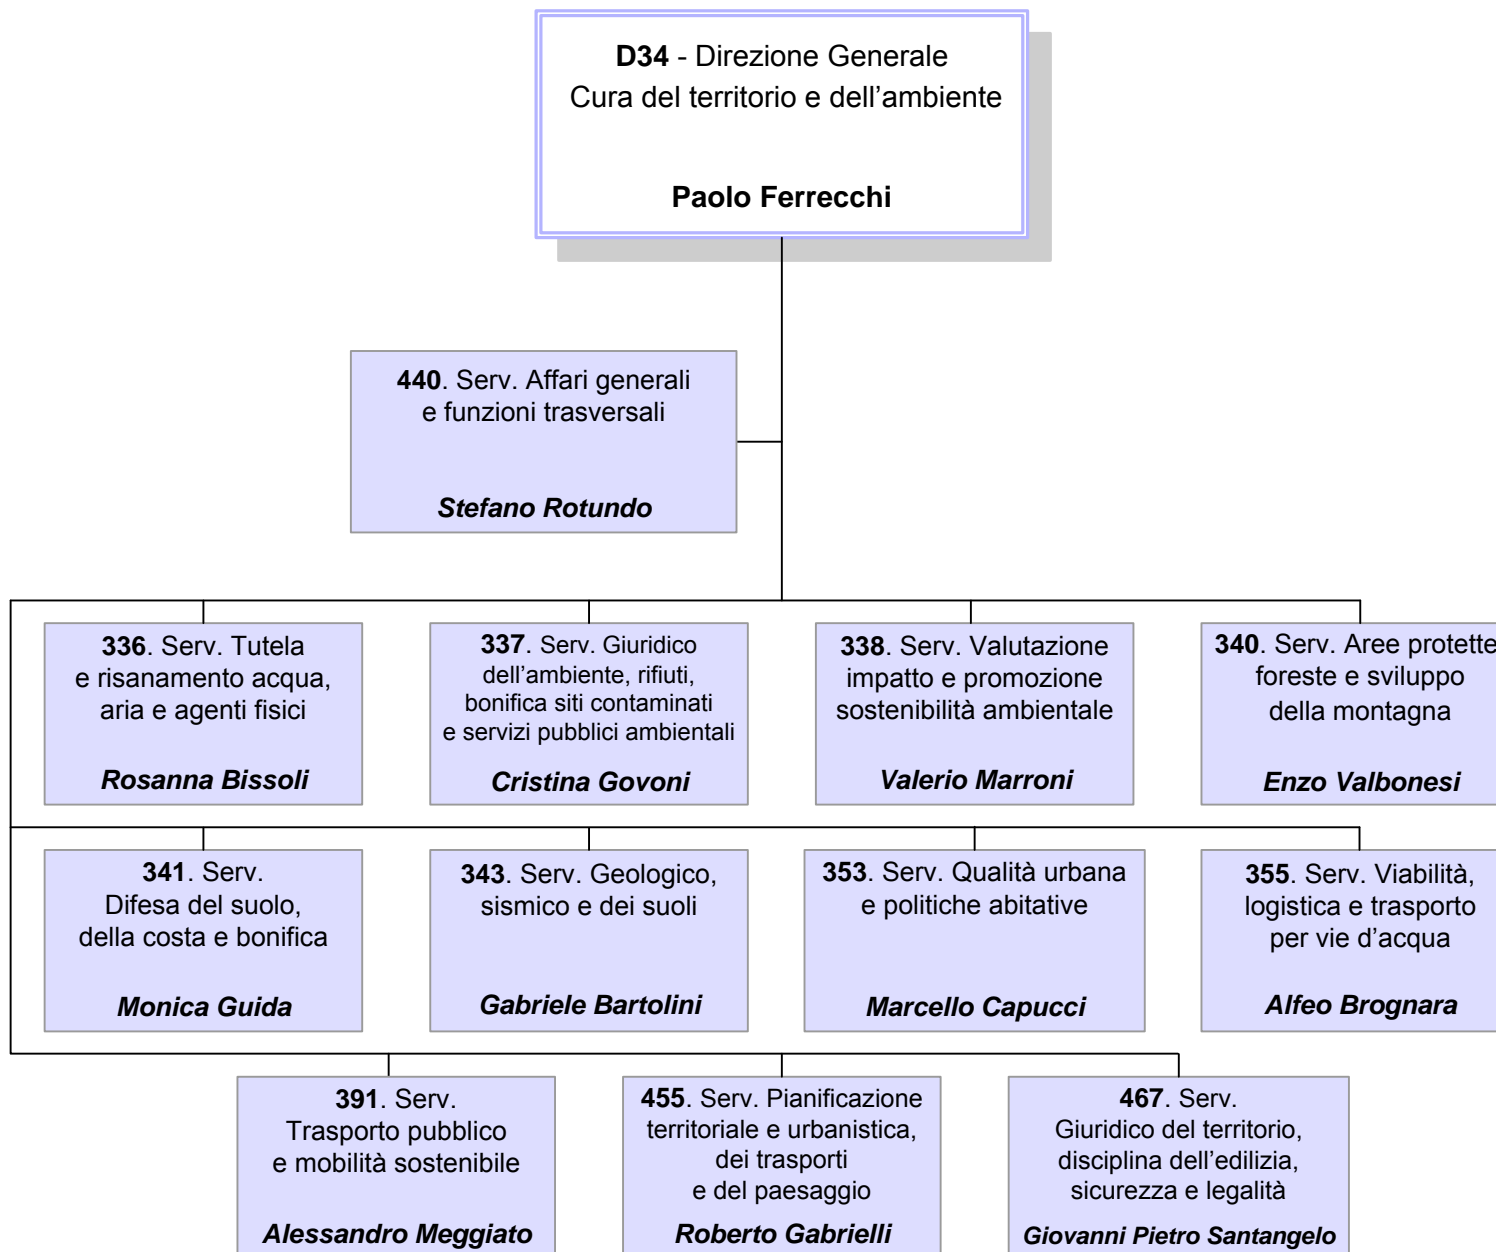 D34 - Direzione Generale
Cura del territorio e dell’ambiente
Paolo Ferrecchi
440. Serv. Affari generali
e funzioni trasversali
Stefano Rotundo
336. Serv. Tutela
e risanamento acqua,
aria e agenti fisici
Rosanna Bissoli
337. Serv. Giuridico
dell’ambiente, rifiuti,
bonifica siti contaminati
e servizi pubblici ambientali
Cristina Govoni
338. Serv. Valutazione
impatto e promozione
sostenibilità ambientale
Valerio Marroni
340. Serv. Aree protette
foreste e sviluppo
della montagna
Enzo Valbonesi
341. Serv.
Difesa del suolo,
della costa e bonifica
Monica Guida
343. Serv. Geologico,
sismico e dei suoli
Gabriele Bartolini
353. Serv. Qualità urbana
e politiche abitative
Marcello Capucci
355. Serv. Viabilità,
logistica e trasporto
per vie d’acqua
Alfeo Brognara
391. Serv.
Trasporto pubblico
e mobilità sostenibile
Alessandro Meggiato
455. Serv. Pianificazione
territoriale e urbanistica,
dei trasporti
e del paesaggio
Roberto Gabrielli
467. Serv.
Giuridico del territorio,
disciplina dell’edilizia,
sicurezza e legalità
Giovanni Pietro Santangelo